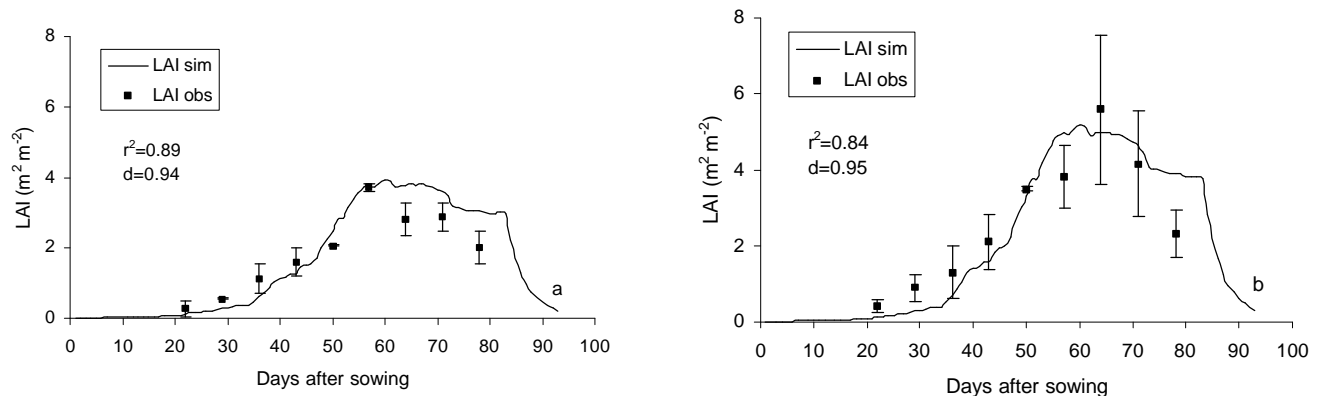 8
6
4
2
0
LAI (m² m⁻²)
LAI sim
LAI obs
r²=0.89
d=0.94
a
0 10 20 30 40 50 60 70 80 90 100
Days after sowing
8
6
4
2
0
LAI (m² m⁻²)
LAI sim
LAI obs
r²=0.84
d=0.95
b
0 10 20 30 40 50 60 70 80 90 100
Days after sowing